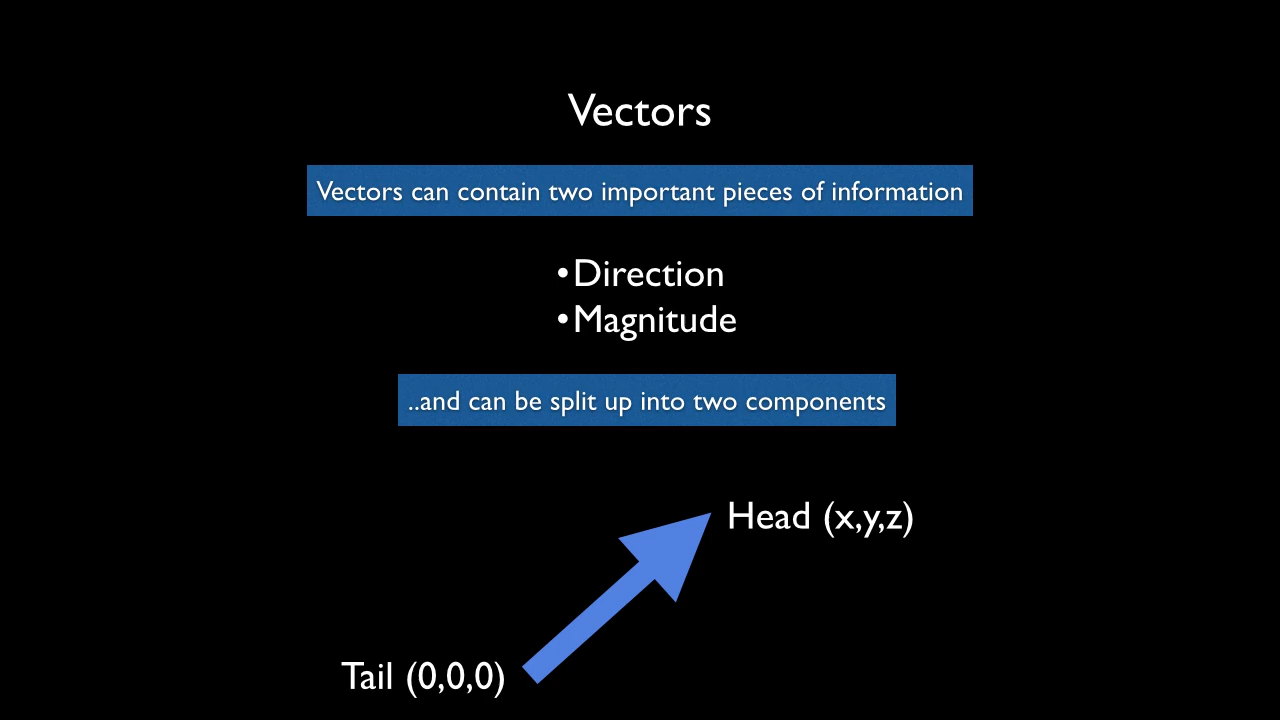 Vectors
Vectors can contain two important pieces of information
•Direction
•Magnitude
..and can be split up into two components
Head (x,y,z)
Tail (0,0,0)